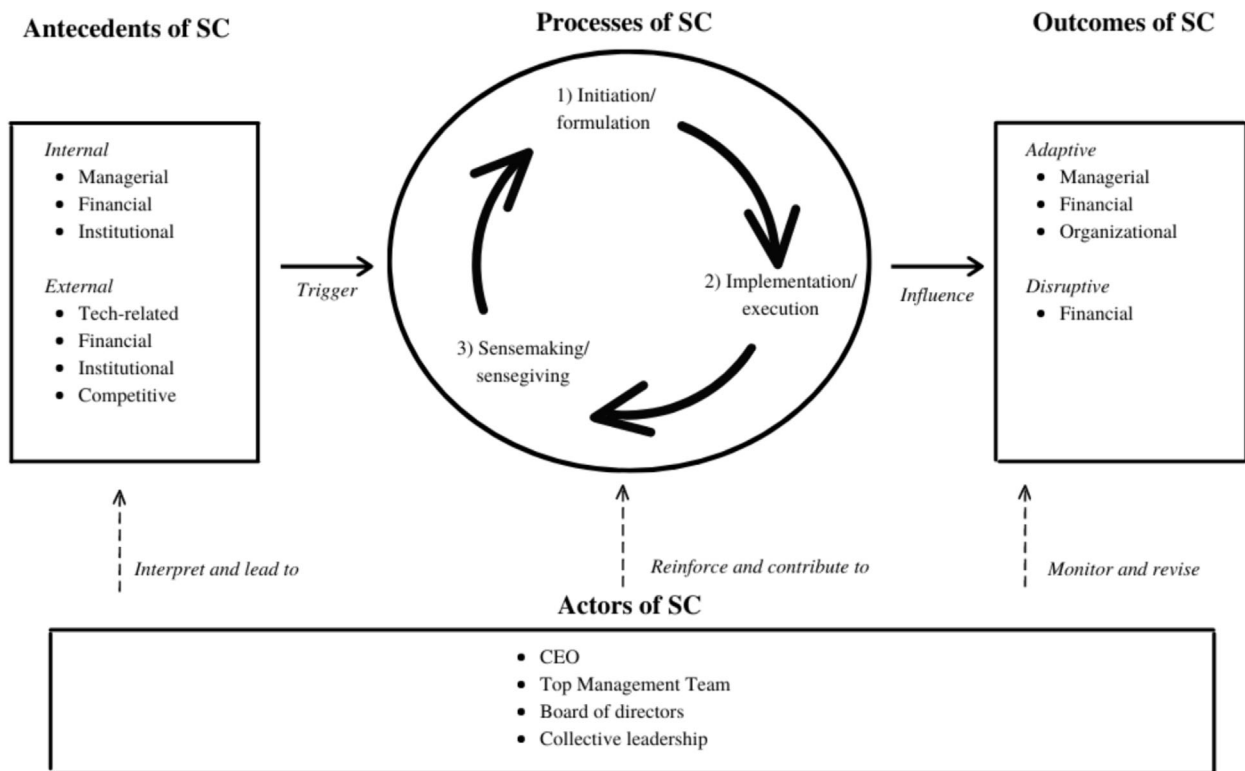 Antecedents of SC
Internal
• Managerial
• Financial
• Institutional
External
• Tech-related
• Financial
• Institutional
• Competitive
Trigger
Processes of SC
1) Initiation/
formulation
2) Implementation/
execution
3) Sensemaking/
sensegiving
Influence
Outcomes of SC
Adaptive
• Managerial
• Financial
• Organizational
Disruptive
• Financial
Interpret and lead to
Reinforce and contribute to
Monitor and revise
Actors of SC
• CEO
• Top Management Team
• Board of directors
• Collective leadership